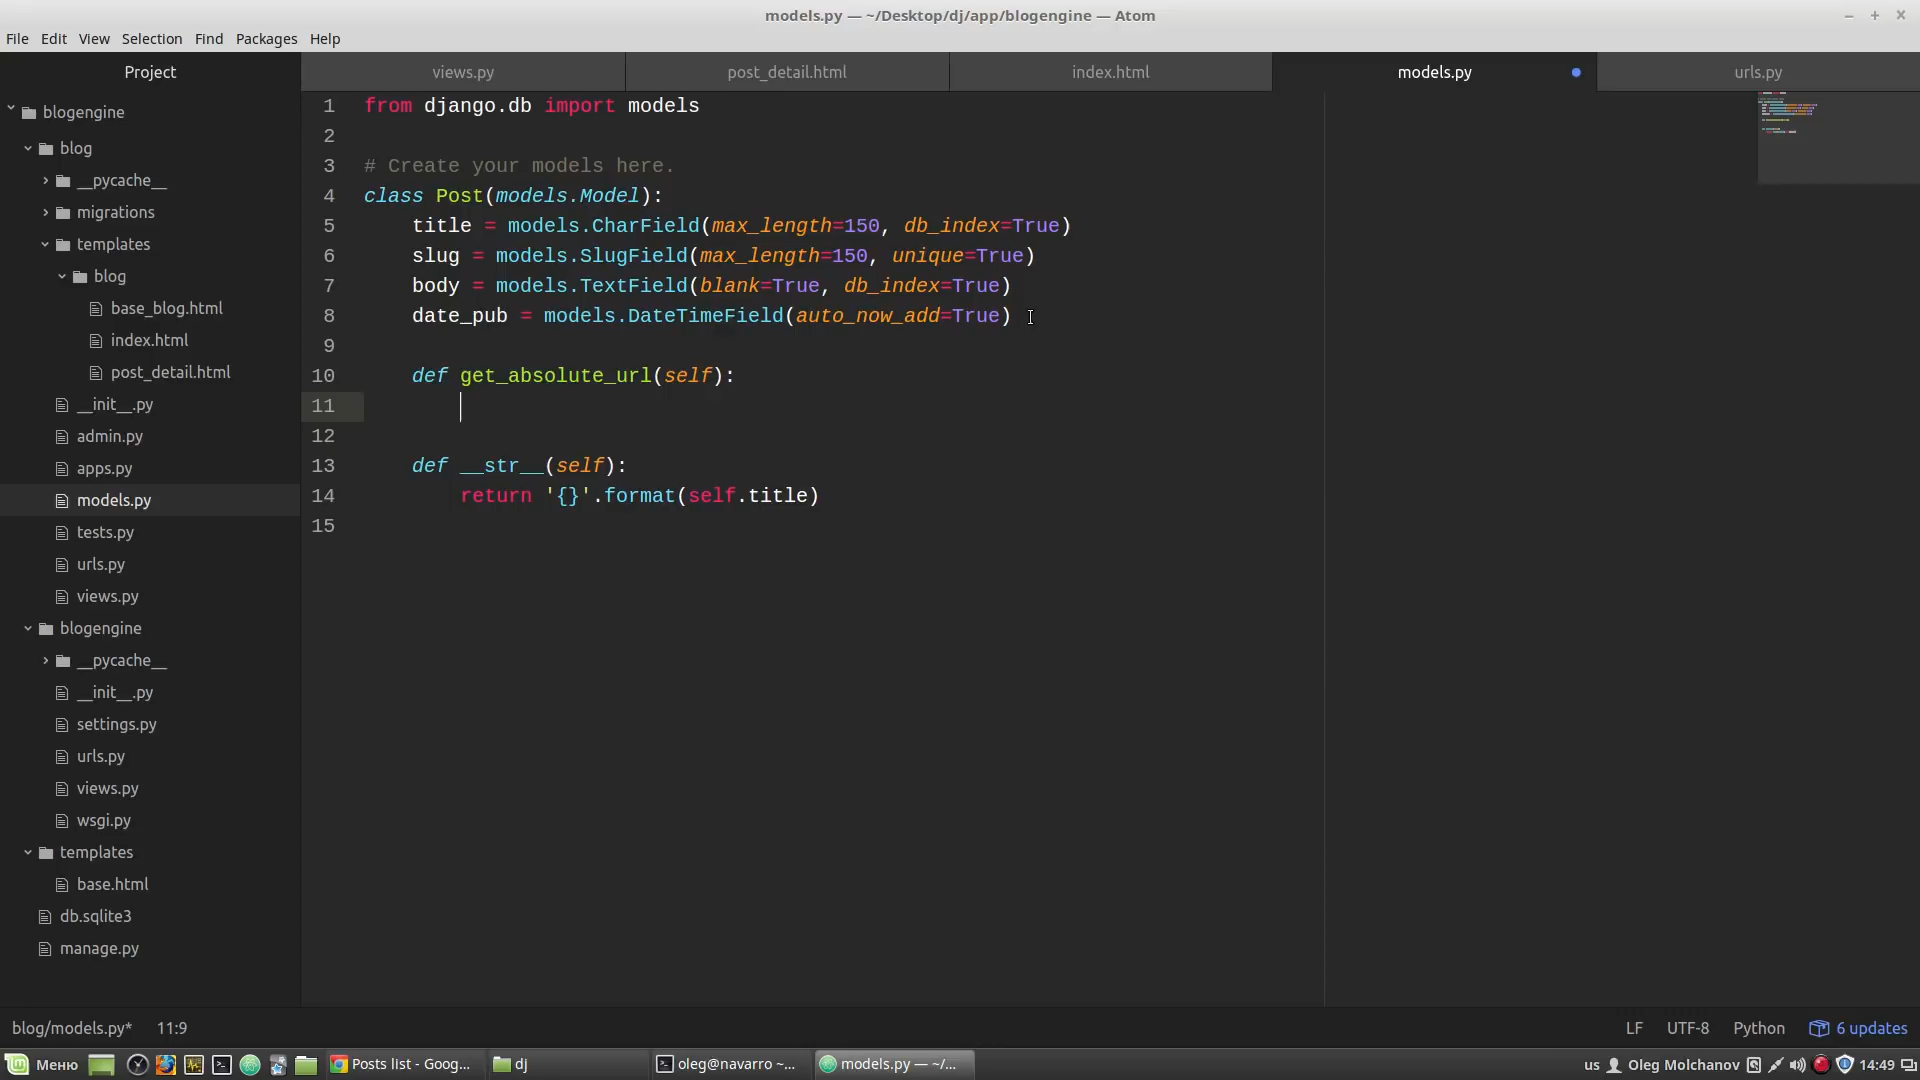 models.py — ~/Desktop/dj/app/blogengine — Atom
File Edit View Selection Find Packages Help
Project
views.py post_detail.html index.html models.py urls.py
blogengine
blog
__pycache__
migrations
templates
blog
base_blog.html
index.html
post_detail.html
__init__.py
admin.py
apps.py
models.py
tests.py
urls.py
views.py
blogengine
__pycache__
__init__.py
settings.py
urls.py
views.py
wsgi.py
templates
base.html
db.sqlite3
manage.py
1 from django.db import models
2
3 # Create your models here.
4 class Post(models.Model):
5     title = models.CharField(max_length=150, db_index=True)
6     slug = models.SlugField(max_length=150, unique=True)
7     body = models.TextField(blank=True, db_index=True)
8     date_pub = models.DateTimeField(auto_now_add=True)
9
10     def get_absolute_url(self):
11
12
13     def __str__(self):
14         return '{}'.format(self.title)
15
blog/models.py* 11:9 LF UTF-8 Python 6 updates
Меню Posts list - Goog... dj oleg@navarro ~... models.py — ~/... us Oleg Molchanov 14:49